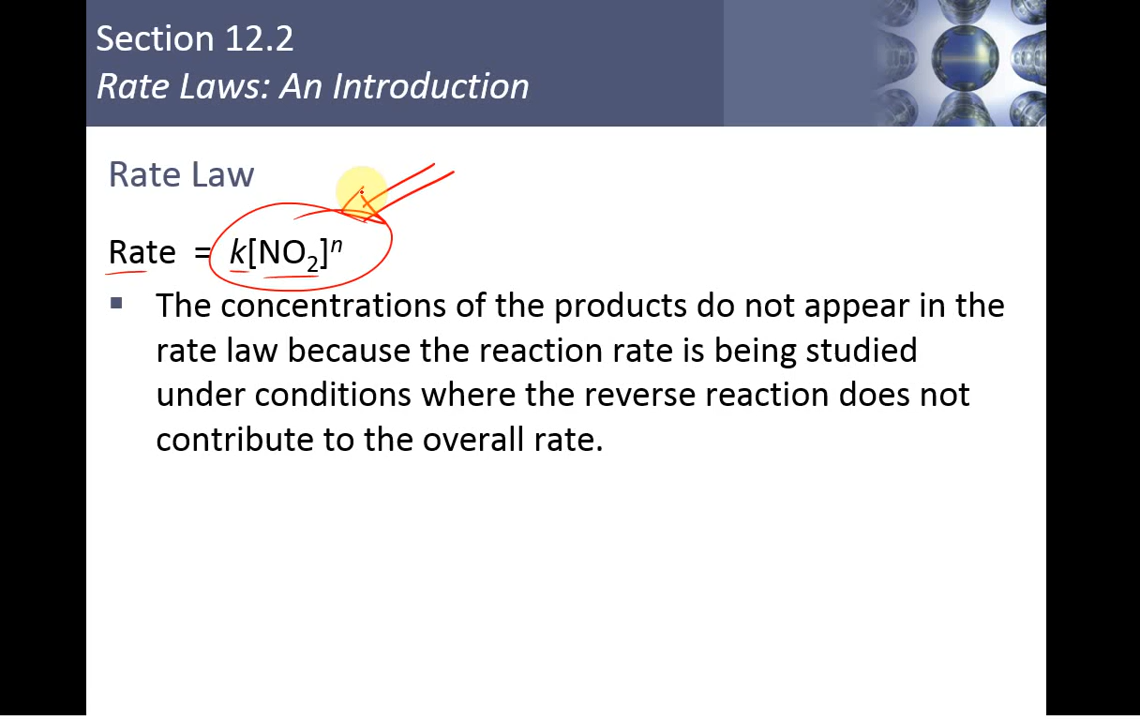 Section 12.2
Rate Laws: An Introduction
Rate Law
Rate = k[NO₂]ⁿ
▪ The concentrations of the products do not appear in the
rate law because the reaction rate is being studied
under conditions where the reverse reaction does not
contribute to the overall rate.